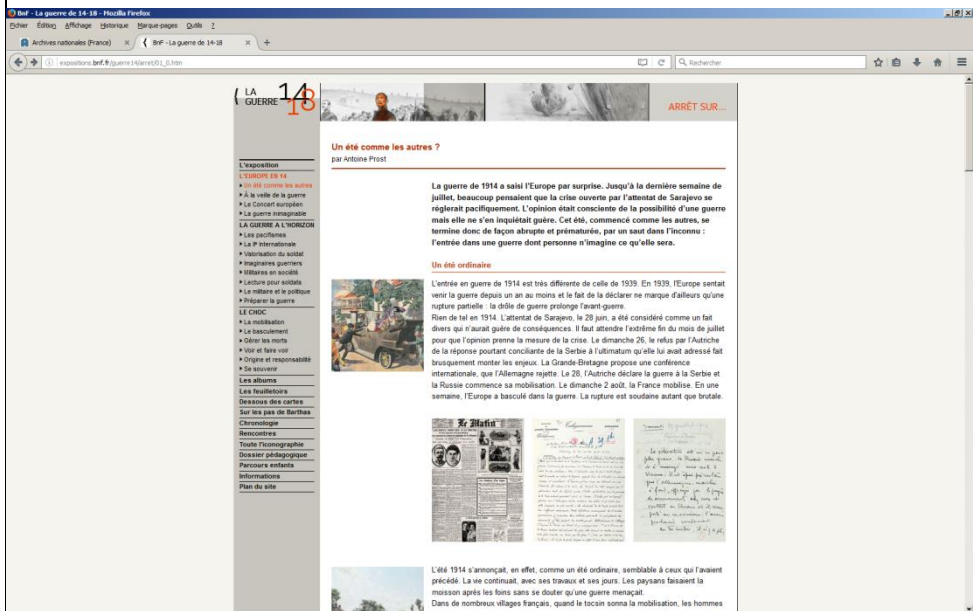 BnF - La guerre de 14-18 - Mozilla Firefox
Fichier Édition Affichage Historique Marque-pages Outils ?
Archives nationales (France) × BnF - La guerre de 14-18 × +
expositions.bnf.fr/guerre14/arret/01_0.htm Rechercher
LA GUERRE 14 18
ARRÊT SUR...
Un été comme les autres ?
par Antoine Prost
L'exposition
L'EUROPE EN 14
Un été comme les autres
À la veille de la guerre
Le Concert européen
La guerre inimaginable
LA GUERRE A L'HORIZON
Les pacifismes
La IIe Internationale
Valorisation du soldat
Imaginaires guerriers
Militaires en société
Lecture pour soldats
Le militaire et le politique
Préparer la guerre
LE CHOC
La mobilisation
Le basculement
Gérer les morts
Voir et faire voir
Origine et responsabilité
Se souvenir
Les albums
Les feuilletoirs
Dessous des cartes
Sur les pas de Barthas
Chronologie
Rencontres
Toute l'iconographie
Dossier pédagogique
Parcours enfants
Informations
Plan du site
La guerre de 1914 a saisi l'Europe par surprise. Jusqu'à la dernière semaine de
juillet, beaucoup pensaient que la crise ouverte par l'attentat de Sarajevo se
réglerait pacifiquement. L'opinion était consciente de la possibilité d'une guerre
mais elle ne s'en inquiétait guère. Cet été, commencé comme les autres, se
termine donc de façon abrupte et prématurée, par un saut dans l'inconnu :
l'entrée dans une guerre dont personne n'imagine ce qu'elle sera.
Un été ordinaire
L'entrée en guerre de 1914 est très différente de celle de 1939. En 1939, l'Europe sentait
venir la guerre depuis un an au moins et le fait de la déclarer ne marque d'ailleurs qu'une
rupture partielle : la drôle de guerre prolonge l'avant-guerre.
Rien de tel en 1914. L'attentat de Sarajevo, le 28 juin, a été considéré comme un fait
divers qui n'aurait guère de conséquences. Il faut attendre l'extrême fin du mois de juillet
pour que l'opinion prenne la mesure de la crise. Le dimanche 26, le refus par l'Autriche
de la réponse pourtant conciliante de la Serbie à l'ultimatum qu'elle lui avait adressé fait
brusquement monter les enjeux. La Grande-Bretagne propose une conférence
internationale, que l'Allemagne rejette. Le 28, l'Autriche déclare la guerre à la Serbie et
la Russie commence sa mobilisation. Le dimanche 2 août, la France mobilise. En une
semaine, l'Europe a basculé dans la guerre. La rupture est soudaine autant que brutale.
Le Matin
L'été 1914 s'annonçait, en effet, comme un été ordinaire, semblable à ceux qui l'avaient
précédé. La vie continuait, avec ses travaux et ses jours. Les paysans faisaient la
moisson après les foins sans se douter qu'une guerre menaçait.
Dans de nombreux villages français, quand le tocsin sonna la mobilisation, les hommes